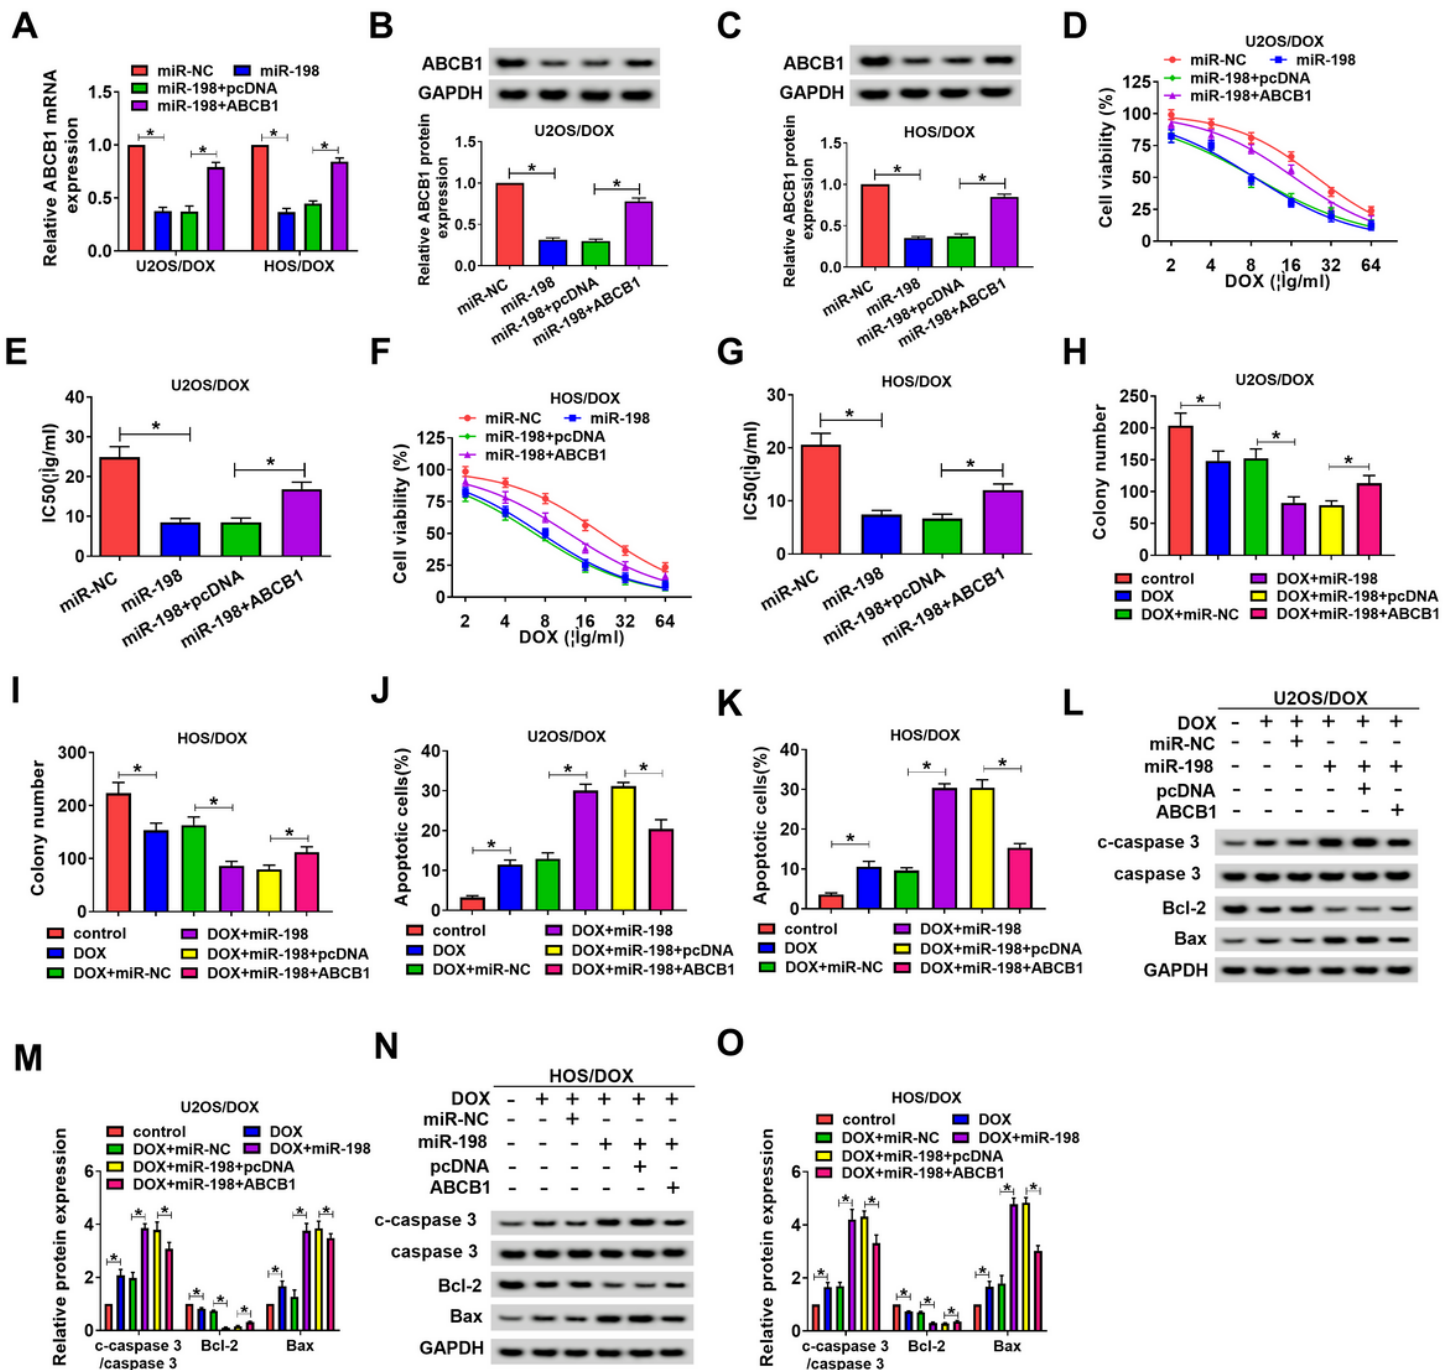 A
miR-NC miR-198
miR-198+pcDNA
miR-198+ABCB1
Relative ABCB1 mRNA
expression
1.5
1.0
0.5
0.0
* * * *
U2OS/DOX HOS/DOX
B
ABCB1
GAPDH
U2OS/DOX
Relative ABCB1 protein
expression
1.5
1.0
0.5
0.0
* *
miR-NC
miR-198
miR-198+pcDNA
miR-198+ABCB1
C
ABCB1
GAPDH
HOS/DOX
Relative ABCB1 protein
expression
1.5
1.0
0.5
0.0
* *
miR-NC
miR-198
miR-198+pcDNA
miR-198+ABCB1
D
U2OS/DOX
miR-NC miR-198
miR-198+pcDNA
miR-198+ABCB1
Cell viability (%)
125
100
75
50
25
0
2 4 8 16 32 64
DOX (¦Ìg/ml)
E
U2OS/DOX
IC50(¦Ìg/ml)
40
30
20
10
0
* *
miR-NC
miR-198
miR-198+pcDNA
miR-198+ABCB1
F
HOS/DOX
miR-NC miR-198
miR-198+pcDNA
miR-198+ABCB1
Cell viability (%)
125
100
75
50
25
0
2 4 8 16 32 64
DOX (¦Ìg/ml)
G
HOS/DOX
IC50(¦Ìg/ml)
30
20
10
0
* *
miR-NC
miR-198
miR-198+pcDNA
miR-198+ABCB1
H
U2OS/DOX
Colony number
250
200
150
100
50
0
* * *
control DOX+miR-198
DOX DOX+miR-198+pcDNA
DOX+miR-NC DOX+miR-198+ABCB1
I
HOS/DOX
Colony number
300
200
100
0
* * *
control DOX+miR-198
DOX DOX+miR-198+pcDNA
DOX+miR-NC DOX+miR-198+ABCB1
J
U2OS/DOX
Apoptotic cells(%)
40
30
20
10
0
* * *
control DOX+miR-198
DOX DOX+miR-198+pcDNA
DOX+miR-NC DOX+miR-198+ABCB1
K
HOS/DOX
Apoptotic cells(%)
40
30
20
10
0
* * *
control DOX+miR-198
DOX DOX+miR-198+pcDNA
DOX+miR-NC DOX+miR-198+ABCB1
L
U2OS/DOX
DOX - + + + + +
miR-NC - - + - - -
miR-198 - - - + + +
pcDNA - - - - + -
ABCB1 - - - - - +
c-caspase 3
caspase 3
Bcl-2
Bax
GAPDH
M
U2OS/DOX
control DOX
DOX+miR-NC DOX+miR-198
DOX+miR-198+pcDNA
DOX+miR-198+ABCB1
Relative protein expression
6
4
2
0
* * * * * * * * *
c-caspase 3 Bcl-2 Bax
/caspase 3
N
HOS/DOX
DOX - + + + + +
miR-NC - - + - - -
miR-198 - - - + + +
pcDNA - - - - + -
ABCB1 - - - - - +
c-caspase 3
caspase 3
Bcl-2
Bax
GAPDH
O
HOS/DOX
control DOX
DOX+miR-NC DOX+miR-198
DOX+miR-198+pcDNA
DOX+miR-198+ABCB1
Relative protein expression
6
4
2
0
* * * * * * * * *
c-caspase 3 Bcl-2 Bax
/caspase 3